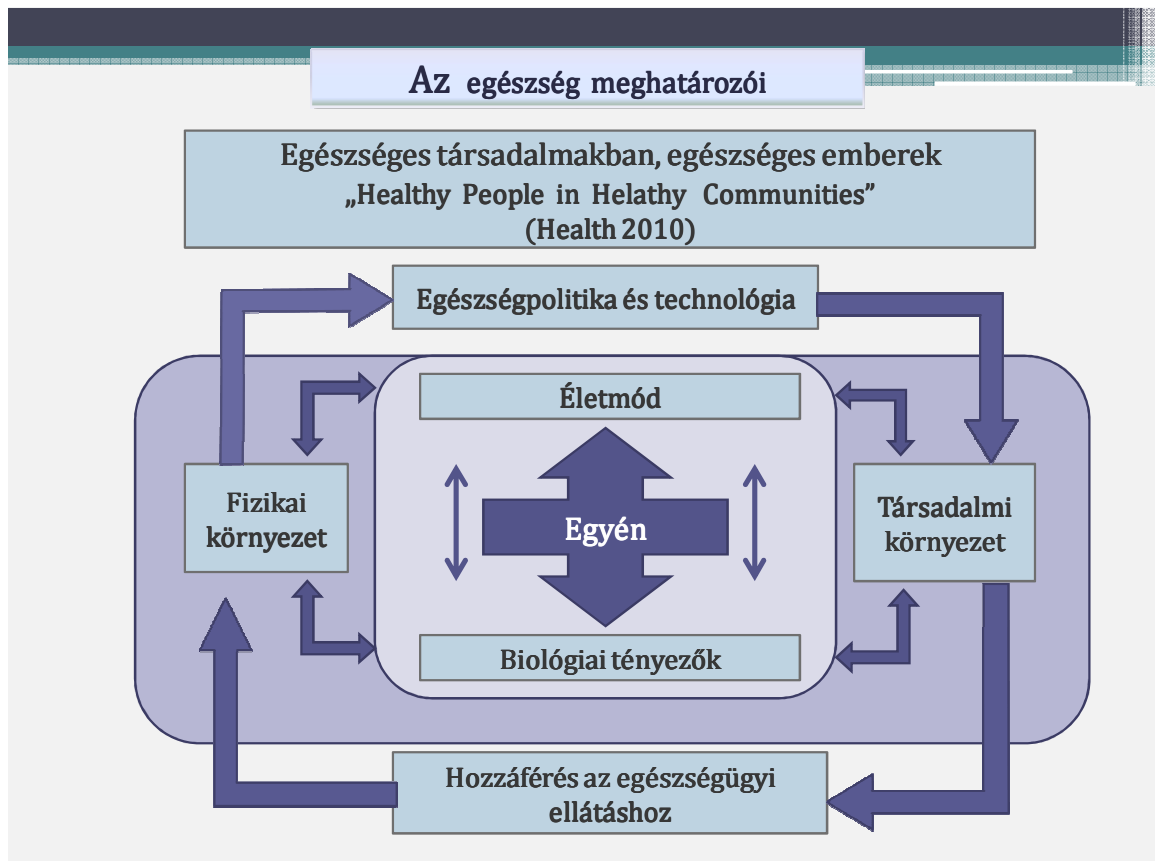 Az egészség meghatározói
Egészséges társadalmakban, egészséges emberek
„Healthy People in Helathy Communities”
(Health 2010)
Egészségpolitika és technológia
Életmód
Fizikai
környezet
Egyén
Társadalmi
környezet
Biológiai tényezők
Hozzáférés az egészségügyi
ellátáshoz